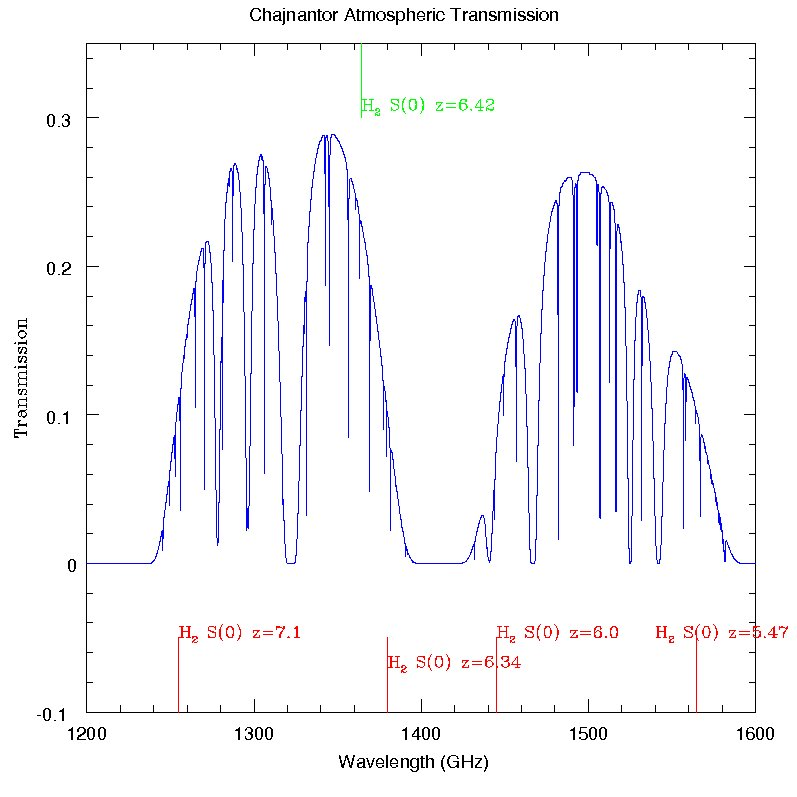 Chajnantor Atmospheric Transmission
H2 S(0) z=6.42
0.3
0.2
0.1
0
-0.1
Transmission
H2 S(0) z=7.1
H2 S(0) z=6.0
H2 S(0) z=5.47
H2 S(0) z=6.34
1200
1300
1400
1500
1600
Wavelength (GHz)